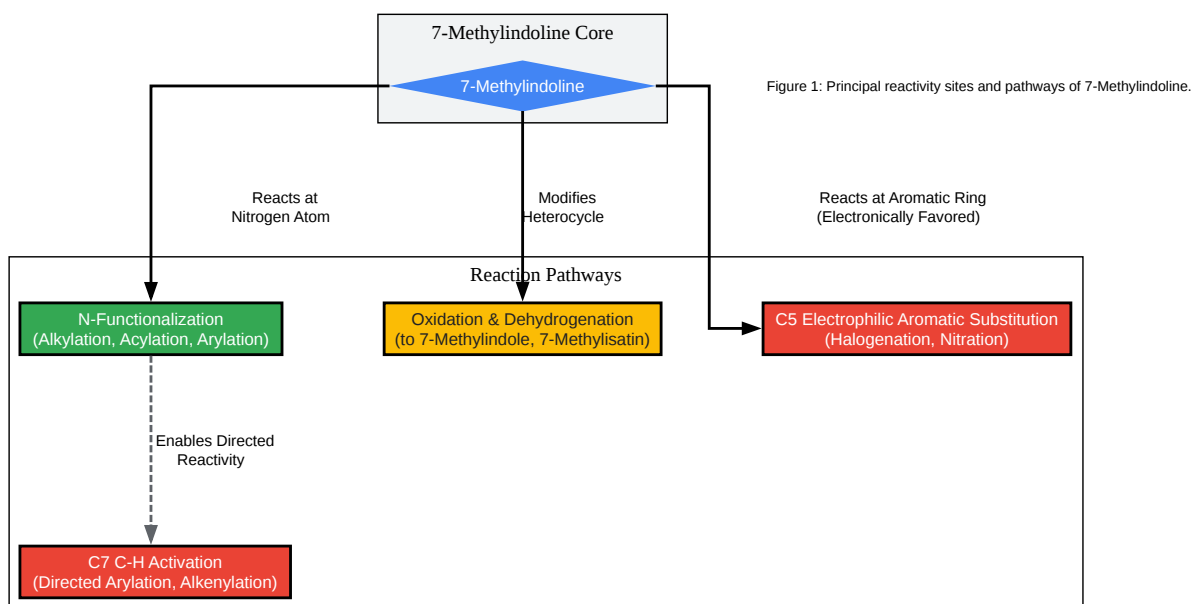 7-Methylindoline Core
7-Methylindoline
Figure 1: Principal reactivity sites and pathways of 7-Methylindoline.
Reacts at
Nitrogen Atom
Modifies
Heterocycle
Reacts at Aromatic Ring
(Electronically Favored)
Reaction Pathways
N-Functionalization
(Alkylation, Acylation, Arylation)
Oxidation & Dehydrogenation
(to 7-Methylindole, 7-Methylisatin)
C5 Electrophilic Aromatic Substitution
(Halogenation, Nitration)
Enables Directed
Reactivity
C7 C-H Activation
(Directed Arylation, Alkenylation)